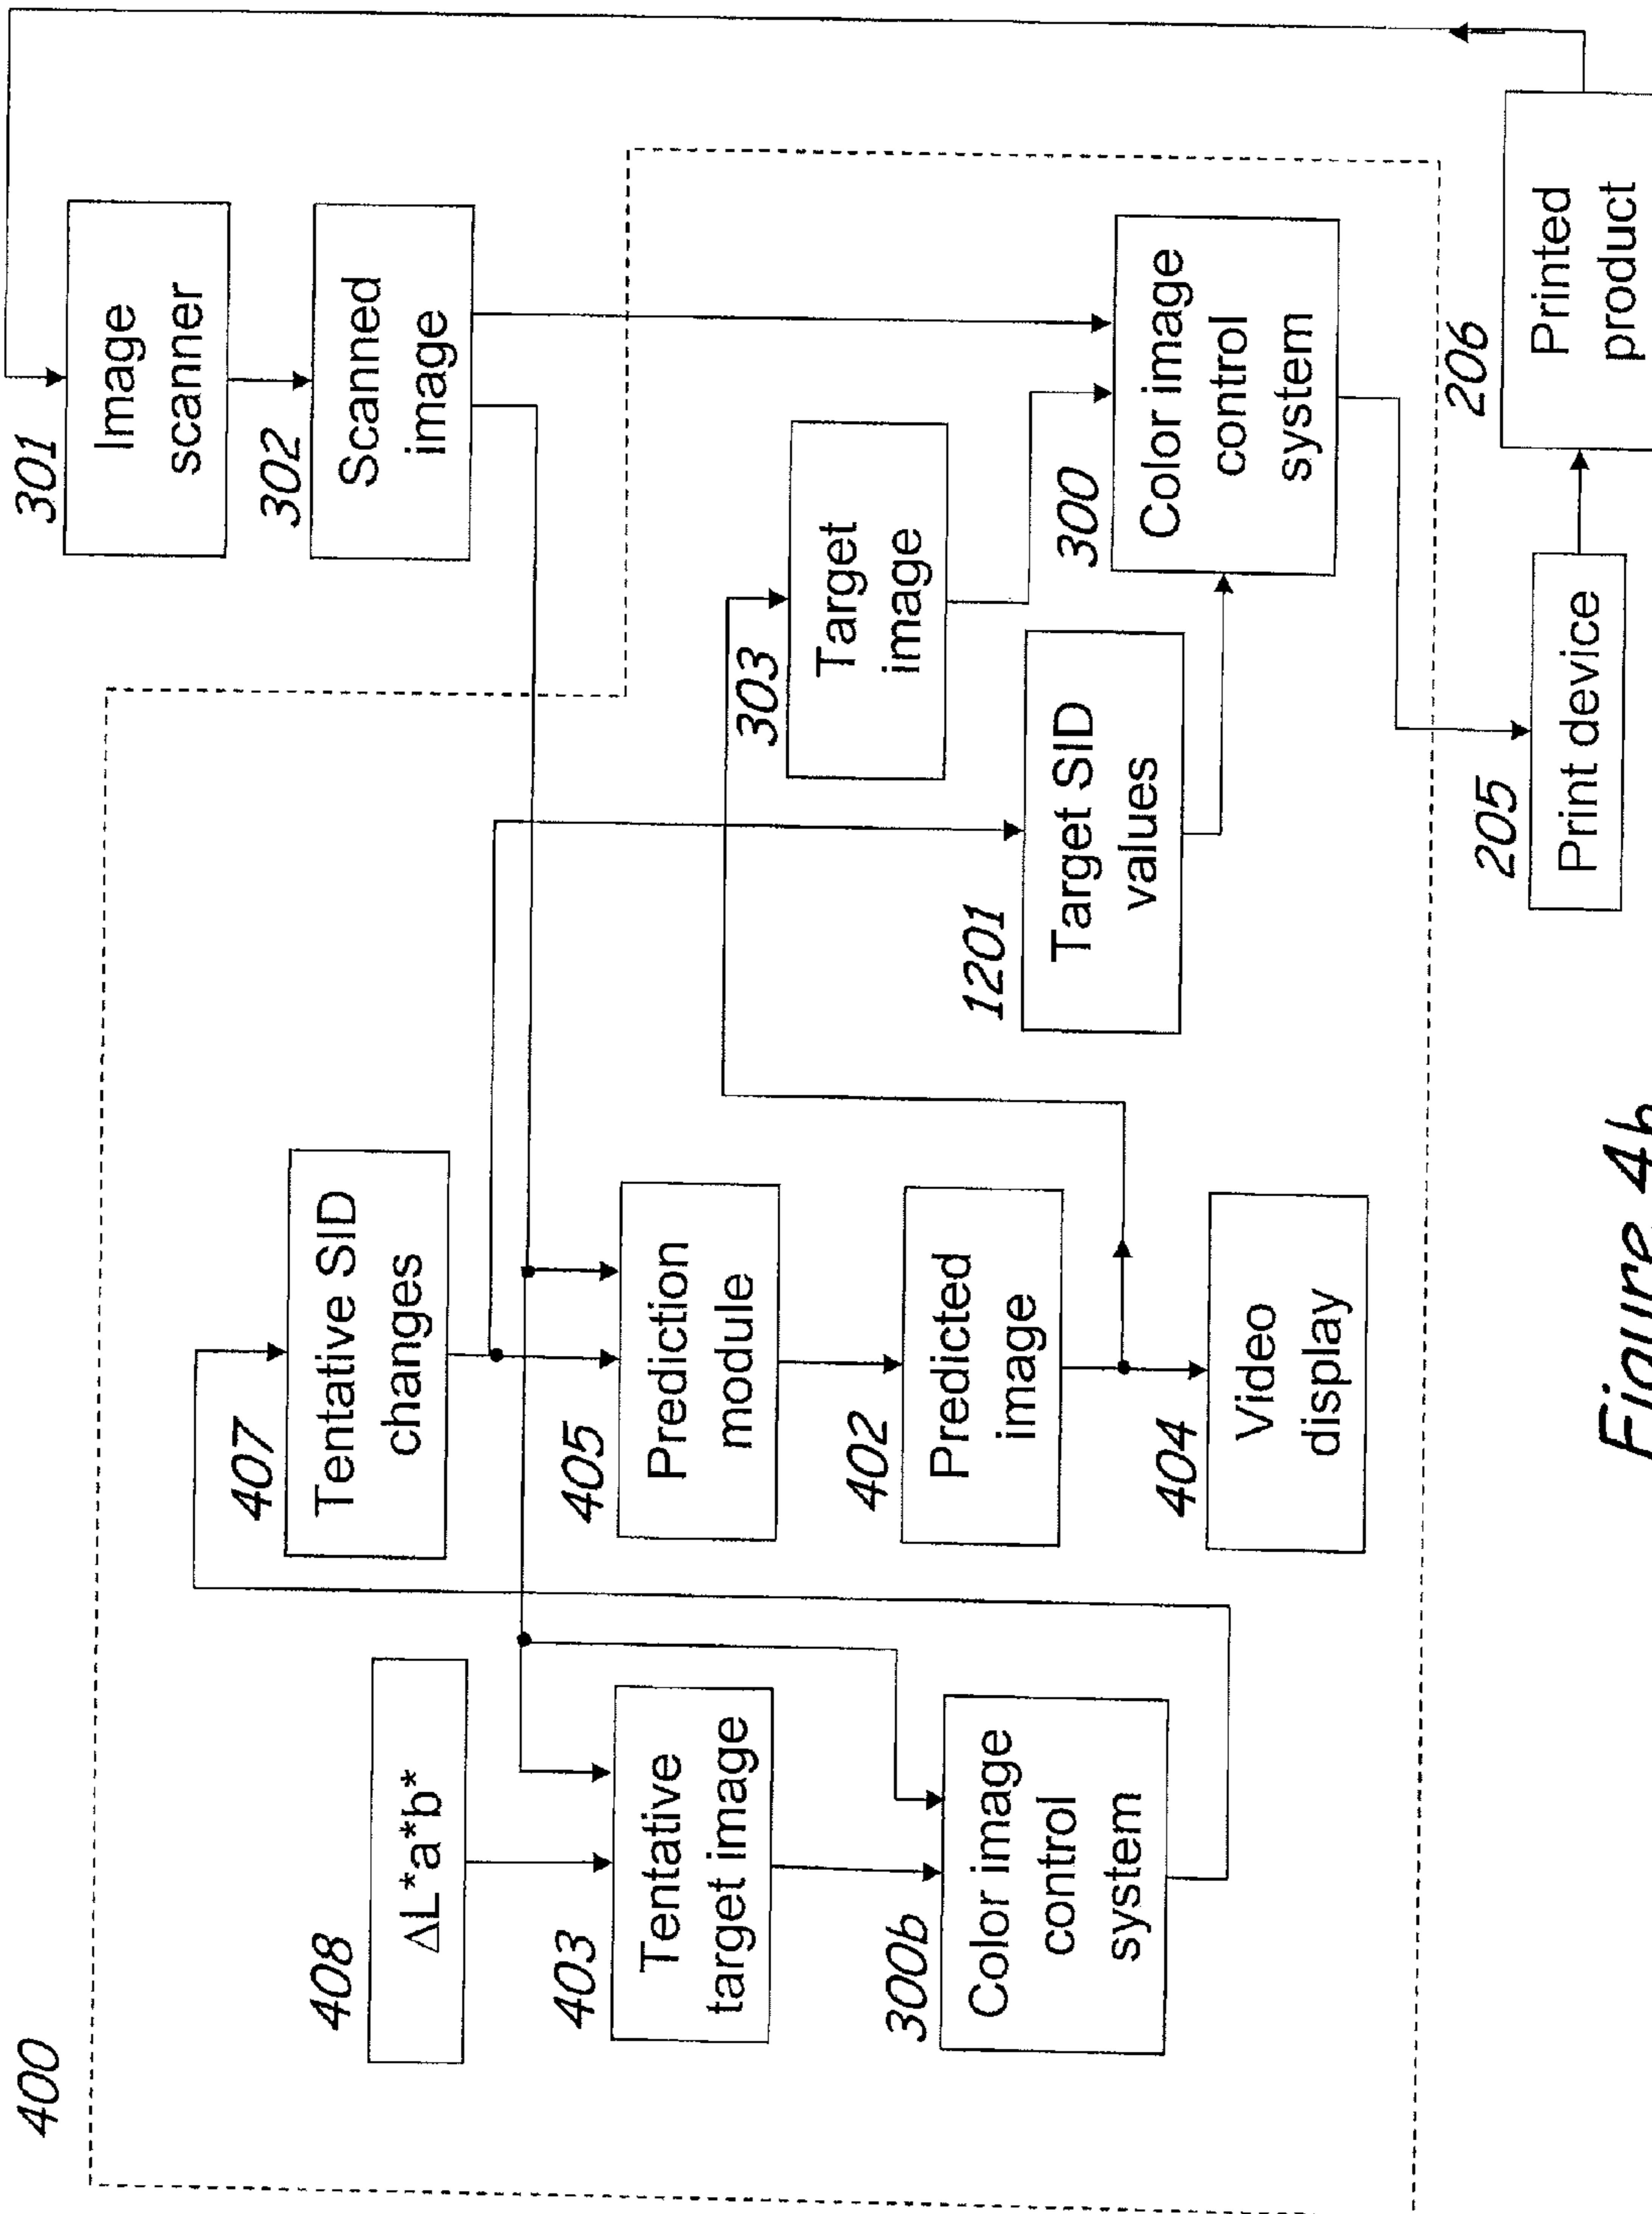 400
408
ΔL*a*b*
403
Tentative
target image
300b
Color image
control
system
407
Tentative SID
changes
405
Prediction
module
402
Predicted
image
404
Video
display
301
Image
scanner
302
Scanned
image
303
Target
image
1201
Target SID
values
300
Color image
control
system
205
Print device
206
Printed
product
Figure 4b